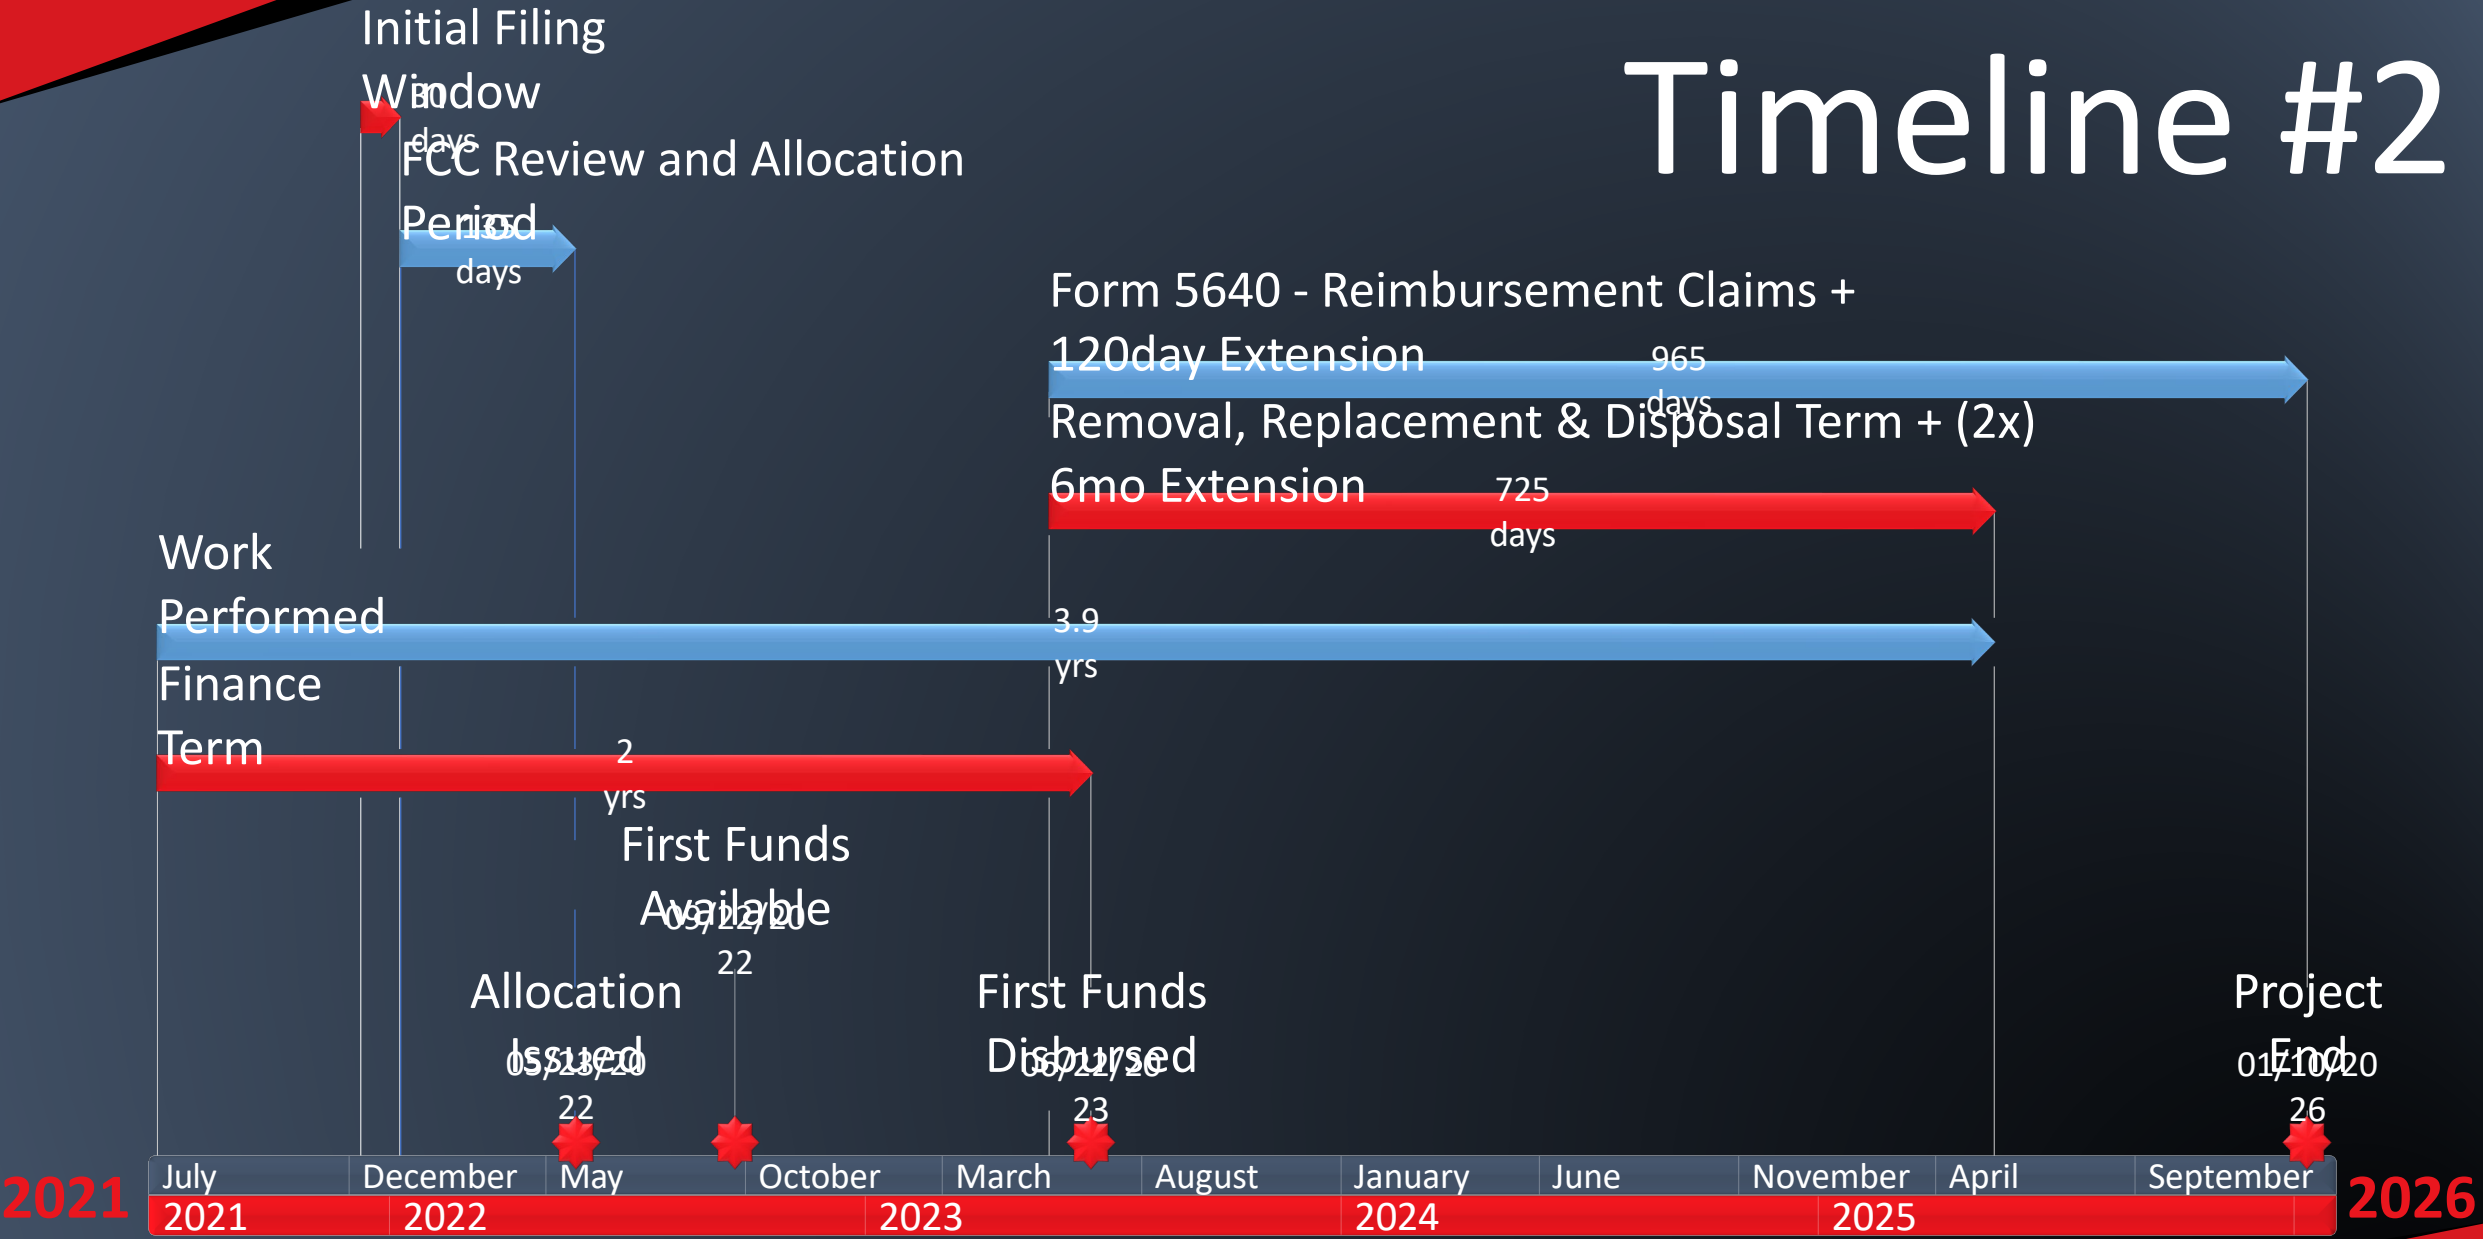 Timeline #2
Initial Filing
Window
30
days
FCC Review and Allocation
Period
135
days
Form 5640 - Reimbursement Claims +
120day Extension
965
days
Removal, Replacement & Disposal Term + (2x)
6mo Extension
725
days
Work
Performed
3.9
yrs
Finance
Term
2
yrs
First Funds
Available
09/22/20
22
Allocation
Issued
05/23/20
22
First Funds
Disbursed
06/22/20
23
Project
End
01/10/20
26
2021
July December May October March August January June November April September
2021 2022 2023 2024 2025
2026